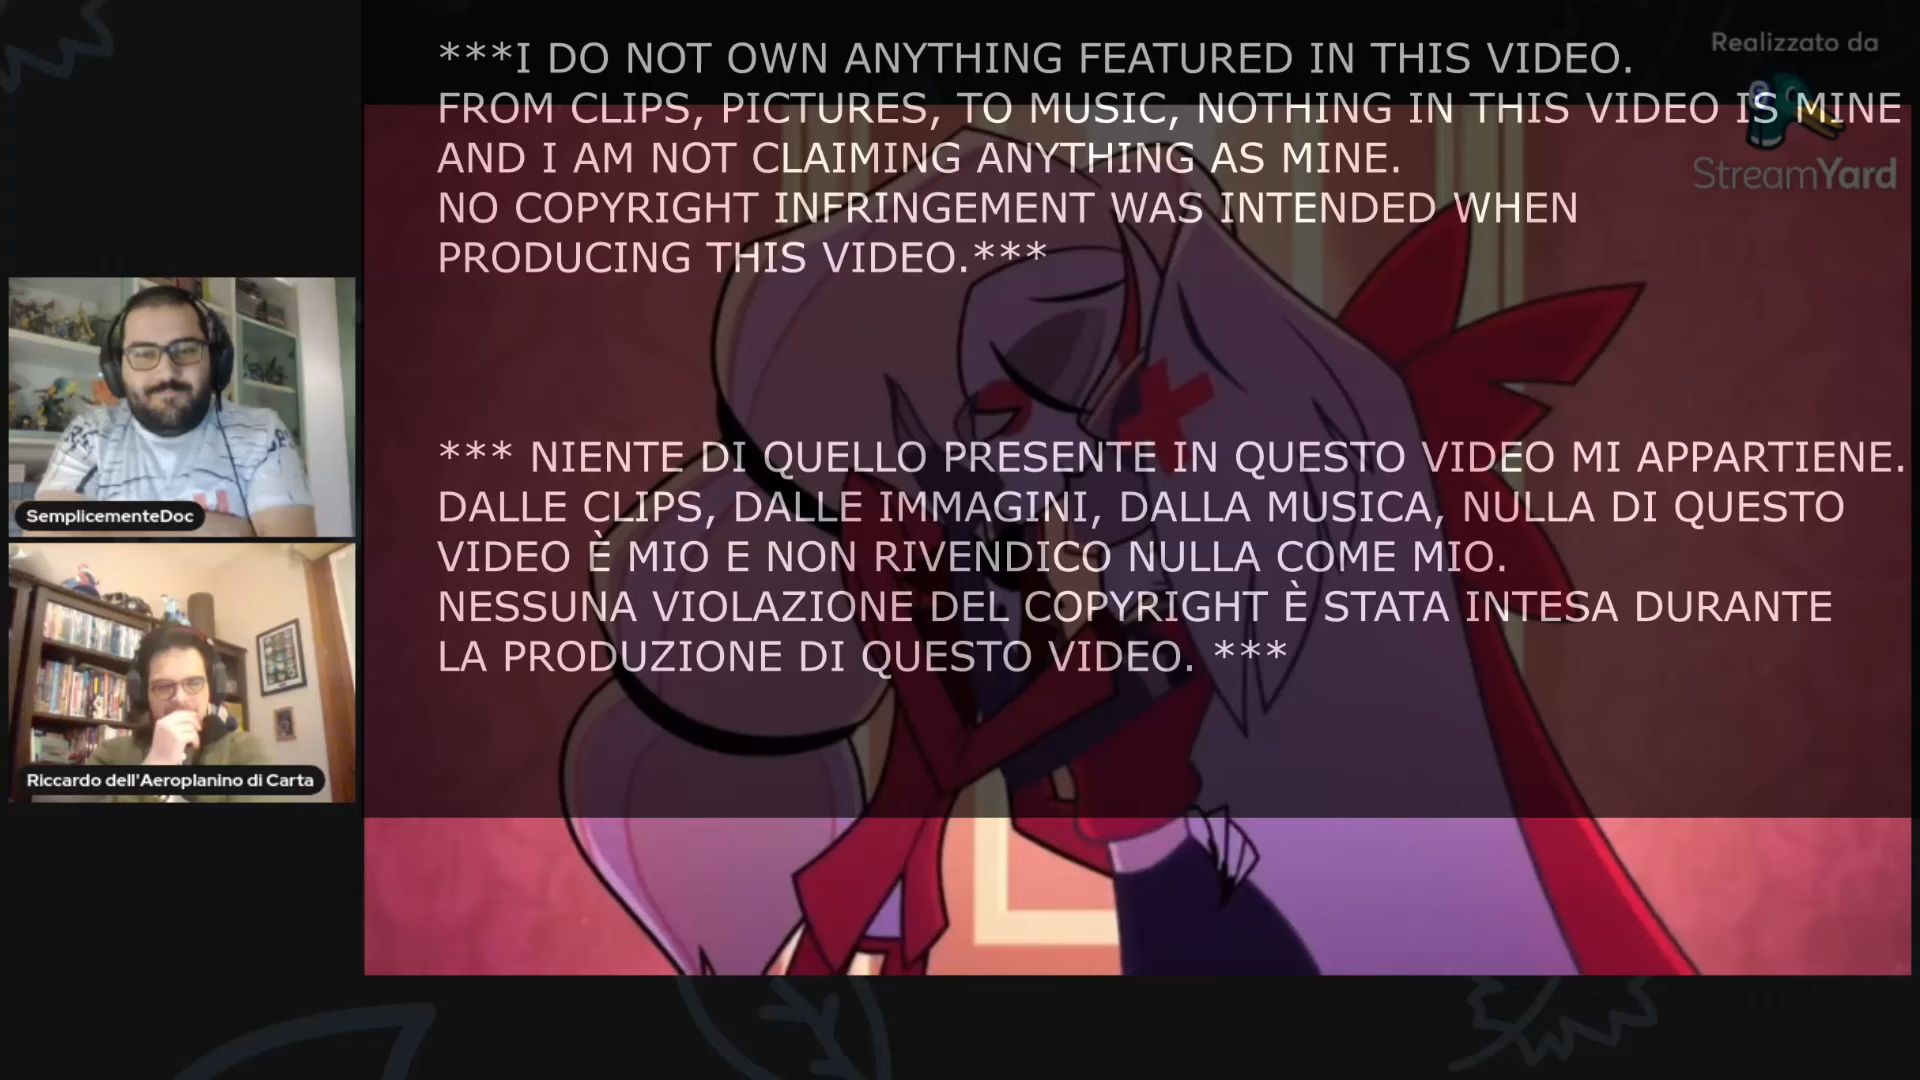 ***I DO NOT OWN ANYTHING FEATURED IN THIS VIDEO.
FROM CLIPS, PICTURES, TO MUSIC, NOTHING IN THIS VIDEO IS MINE
AND I AM NOT CLAIMING ANYTHING AS MINE.
NO COPYRIGHT INFRINGEMENT WAS INTENDED WHEN
PRODUCING THIS VIDEO.***
Realizzato da
StreamYard
*** NIENTE DI QUELLO PRESENTE IN QUESTO VIDEO MI APPARTIENE.
DALLE CLIPS, DALLE IMMAGINI, DALLA MUSICA, NULLA DI QUESTO
VIDEO È MIO E NON RIVENDICO NULLA COME MIO.
NESSUNA VIOLAZIONE DEL COPYRIGHT È STATA INTESA DURANTE
LA PRODUZIONE DI QUESTO VIDEO. ***
SemplicementeDoc
Riccardo dell'Aeroplanino di Carta